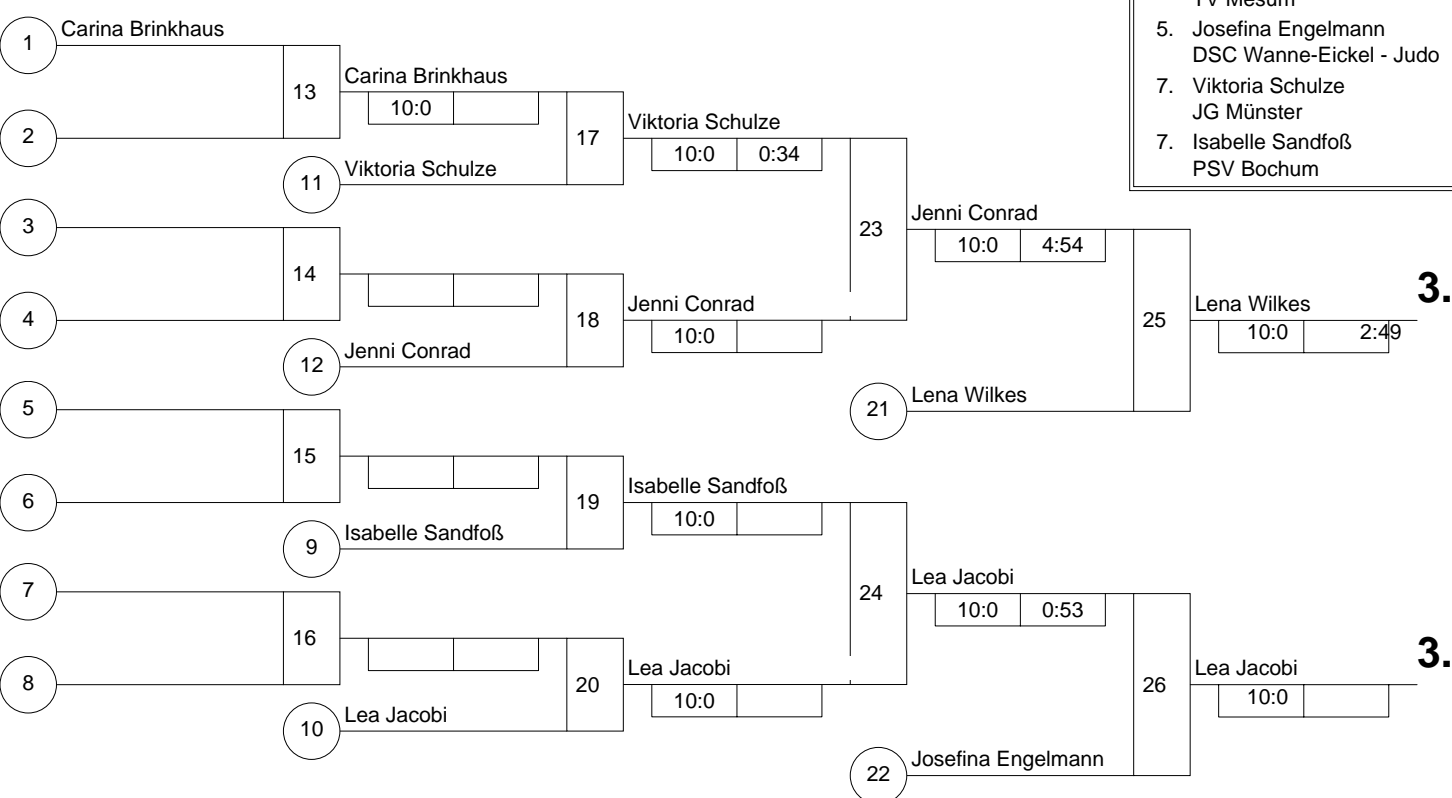 TV Mesum
5. Josefina Engelmann
DSC Wanne-Eickel - Judo
7. Viktoria Schulze
JG Münster
7. Isabelle Sandfoß
PSV Bochum
1 Carina Brinkhaus
13 Carina Brinkhaus
10:0
2
17 Viktoria Schulze
10:0 0:34
11 Viktoria Schulze
3
23 Jenni Conrad
10:0 4:54
14
4
18 Jenni Conrad
10:0
25 Lena Wilkes 3.
10:0 2:49
12 Jenni Conrad
5
21 Lena Wilkes
15
6
19 Isabelle Sandfoß
10:0
9 Isabelle Sandfoß
7
24 Lea Jacobi
10:0 0:53
16
8
20 Lea Jacobi
10:0
26 Lea Jacobi 3.
10:0
10 Lea Jacobi
22 Josefina Engelmann